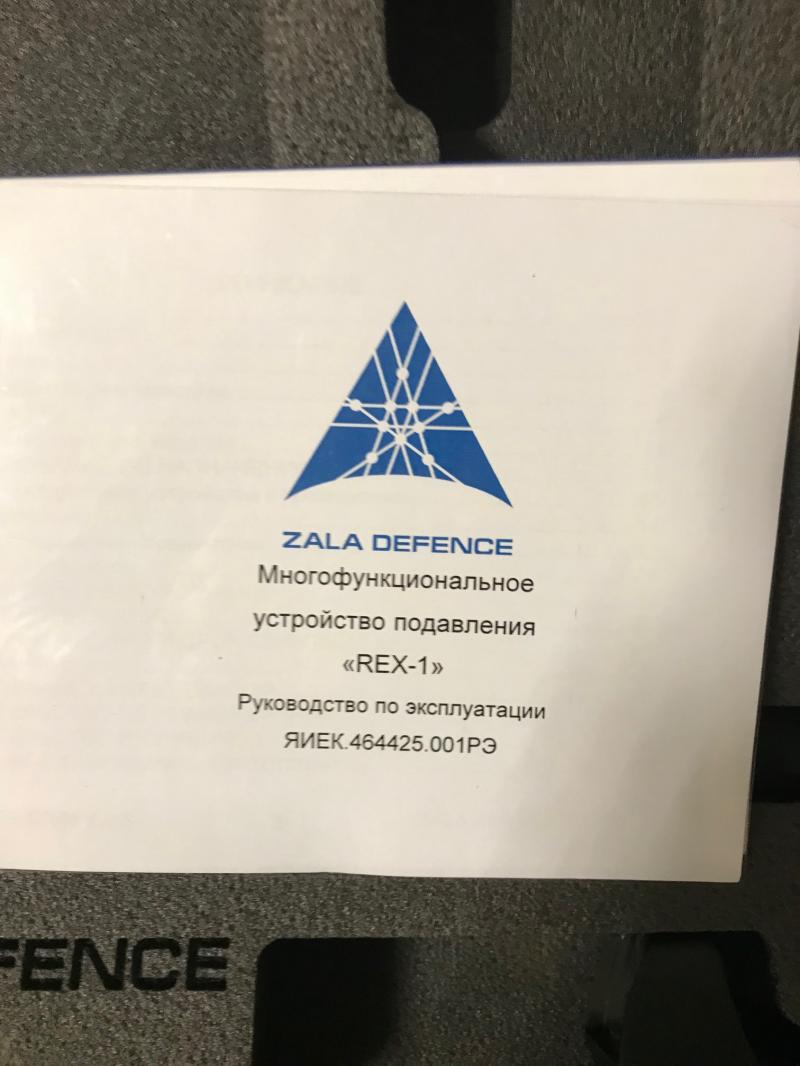 ZALA DEFENCE
Многофункциональное
устройство подавления
«REX-1»
Руководство по эксплуатации
ЯИЕК.464425.001РЭ
FENCE